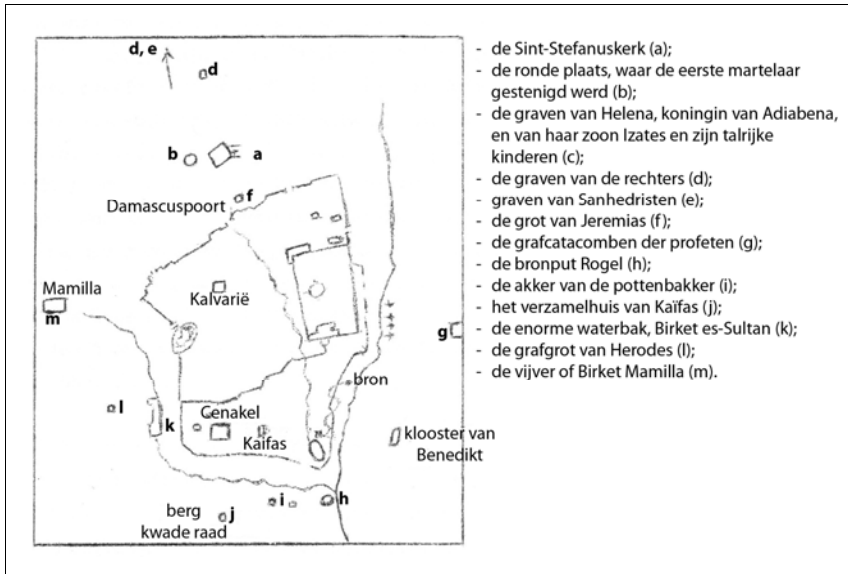 d, e
d
b
a
Damascuspoort
f
Mamilla
m
Kalvarië
g
bron
l
k
Cenakel
Kaifas
klooster van
Benedikt
i
h
berg
kwade raad
j
- de Sint-Stefanuskerk (a);
- de ronde plaats, waar de eerste martelaar
gestenigd werd (b);
- de graven van Helena, koningin van Adiabena,
en van haar zoon Izates en zijn talrijke
kinderen (c);
- de graven van de rechters (d);
- graven van Sanhedristen (e);
- de grot van Jeremias (f);
- de grafcatacomben der profeten (g);
- de bronput Rogel (h);
- de akker van de pottenbakker (i);
- het verzamelhuis van Kaïfas (j);
- de enorme waterbak, Birket es-Sultan (k);
- de grafgrot van Herodes (l);
- de vijver of Birket Mamilla (m).